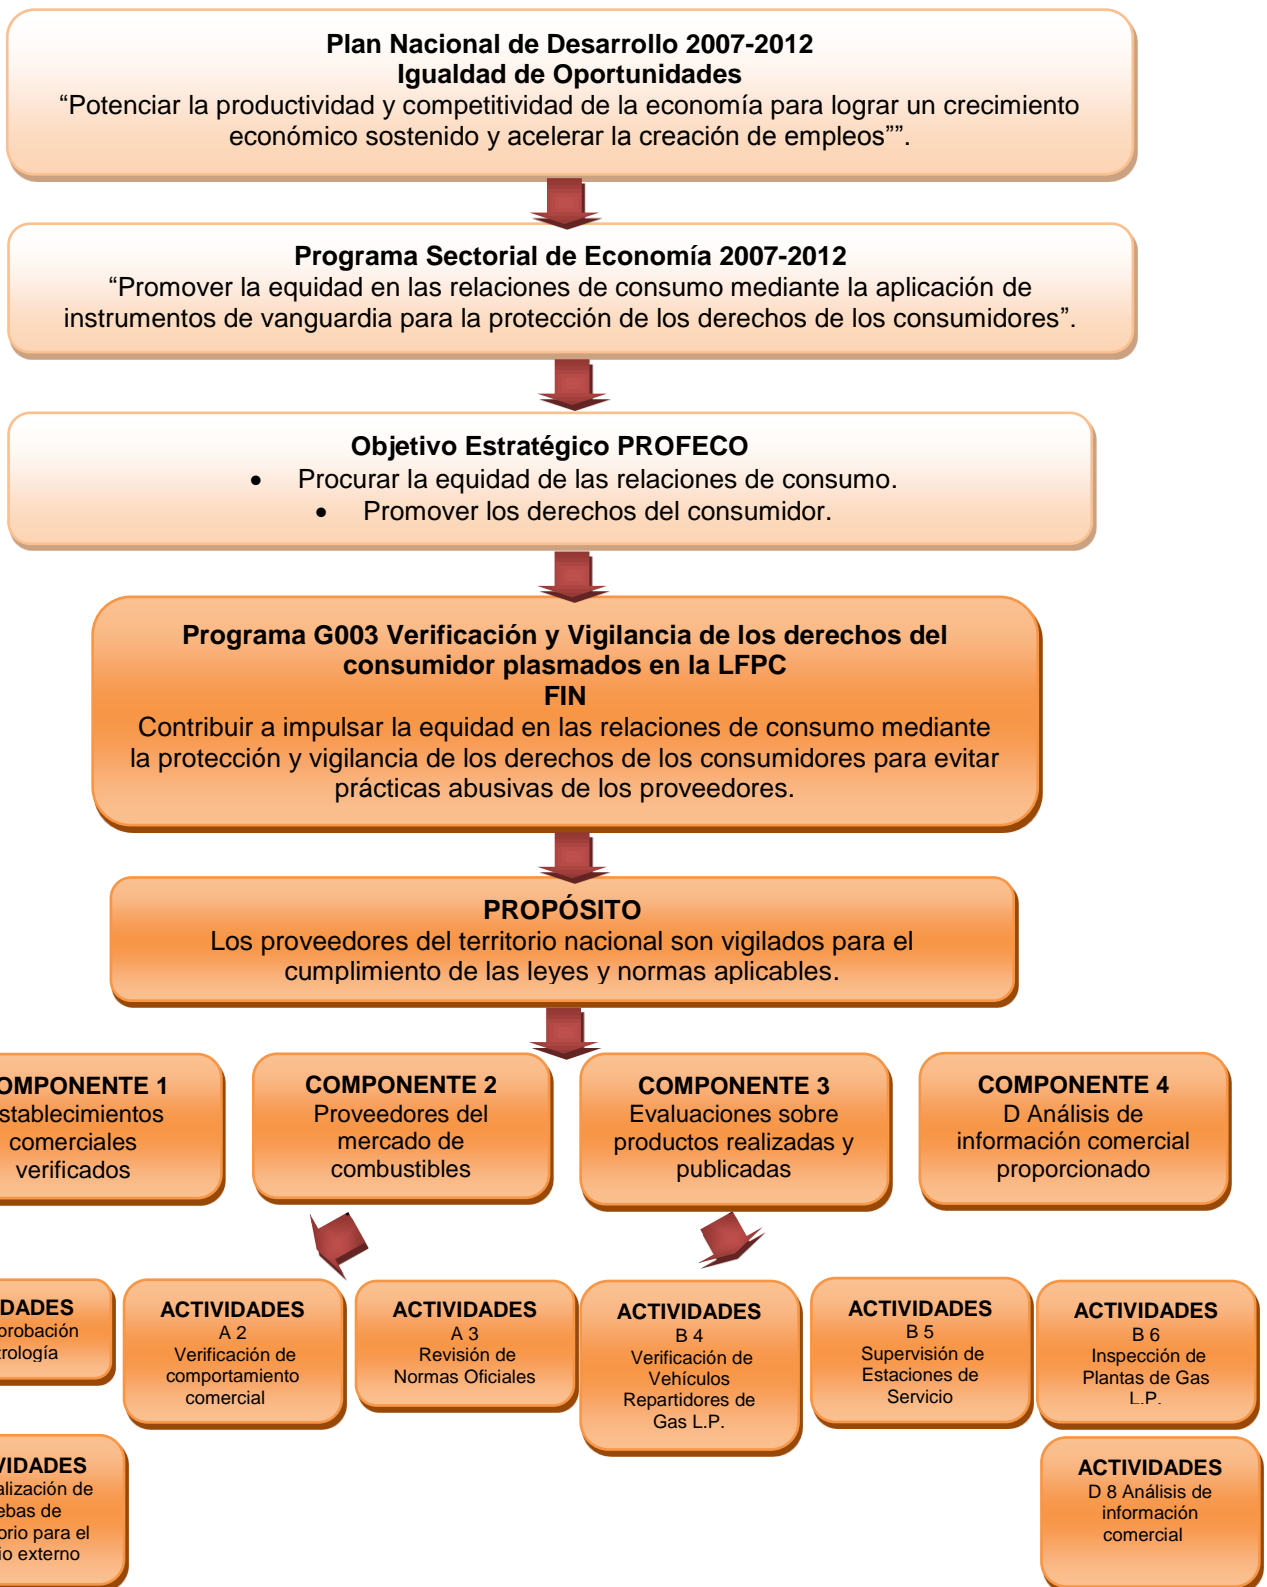 Plan Nacional de Desarrollo 2007-2012
Igualdad de Oportunidades
“Potenciar la productividad y competitividad de la economía para lograr un crecimiento
económico sostenido y acelerar la creación de empleos””.
Programa Sectorial de Economía 2007-2012
“Promover la equidad en las relaciones de consumo mediante la aplicación de
instrumentos de vanguardia para la protección de los derechos de los consumidores”.
Objetivo Estratégico PROFECO
• Procurar la equidad de las relaciones de consumo.
• Promover los derechos del consumidor.
Programa G003 Verificación y Vigilancia de los derechos del
consumidor plasmados en la LFPC
FIN
Contribuir a impulsar la equidad en las relaciones de consumo mediante
la protección y vigilancia de los derechos de los consumidores para evitar
prácticas abusivas de los proveedores.
PROPÓSITO
Los proveedores del territorio nacional son vigilados para el
cumplimiento de las leyes y normas aplicables.
OMPONENTE 1
stablecimientos
comerciales
verificados
COMPONENTE 2
Proveedores del
mercado de
combustibles
COMPONENTE 3
Evaluaciones sobre
productos realizadas y
publicadas
COMPONENTE 4
D Análisis de
información comercial
proporcionado
DADES
robación
rología
ACTIVIDADES
A 2
Verificación de
comportamiento
comercial
ACTIVIDADES
A 3
Revisión de
Normas Oficiales
ACTIVIDADES
B 4
Verificación de
Vehículos
Repartidores de
Gas L.P.
ACTIVIDADES
B 5
Supervisión de
Estaciones de
Servicio
ACTIVIDADES
B 6
Inspección de
Plantas de Gas
L.P.
VIDADES
alización de
ebas de
orio para el
io externo
ACTIVIDADES
D 8 Análisis de
información
comercial